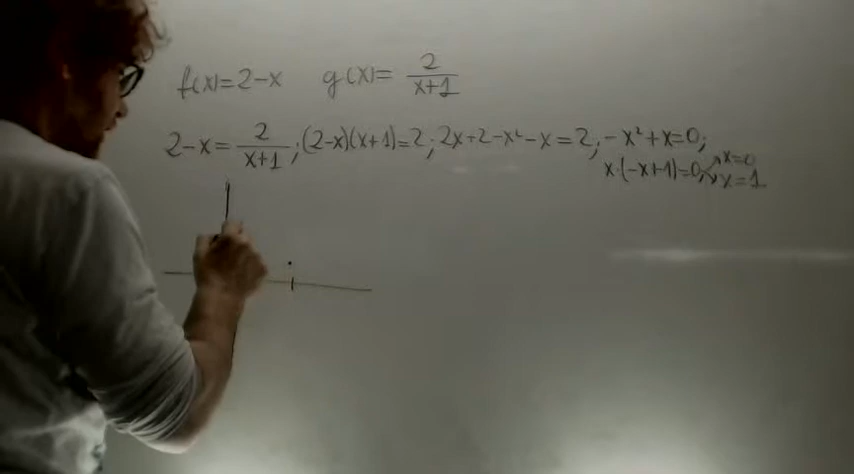 f(x)=2-x g(x)= 2/(x+1)
2-x= 2/(x+1); (2-x)(x+1)=2; 2x+2-x²-x=2; -x²+x=0;
x·(-x+1)=0; x=0
x=1